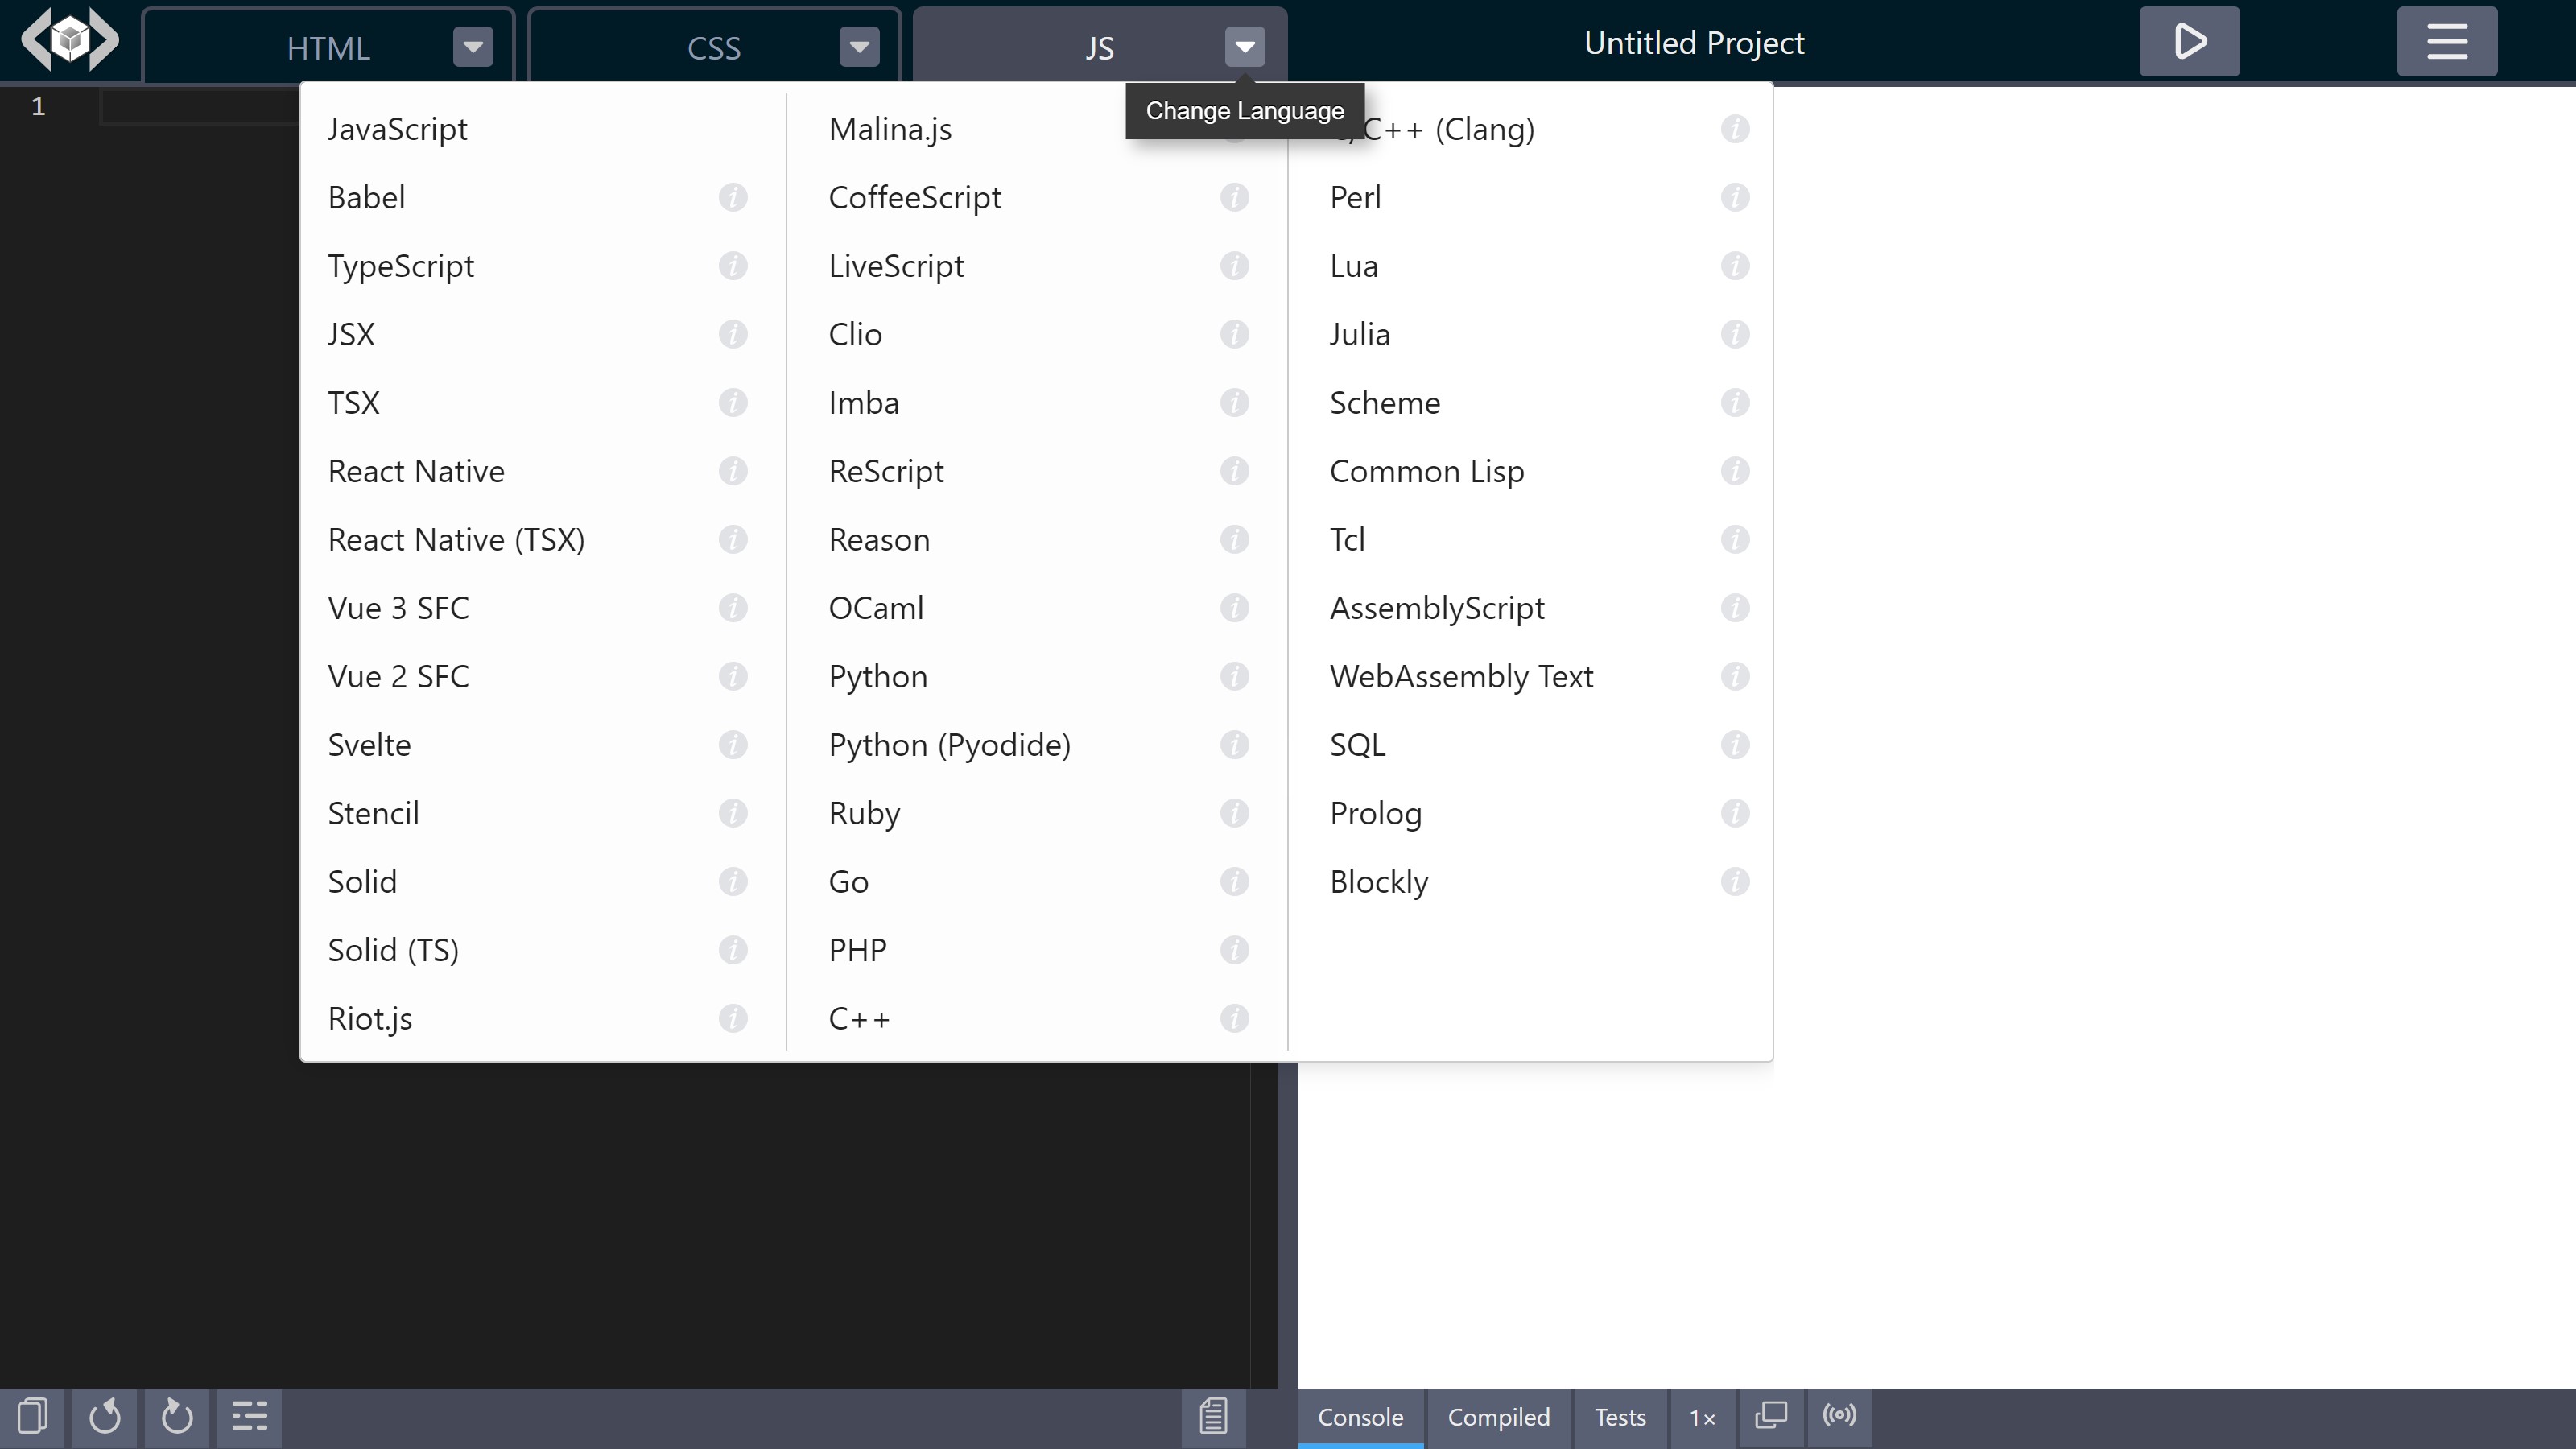 HTML
CSS
JS
Untitled Project
Change Language
1
JavaScript
Babel
TypeScript
JSX
TSX
React Native
React Native (TSX)
Vue 3 SFC
Vue 2 SFC
Svelte
Stencil
Solid
Solid (TS)
Riot.js
Malina.js
CoffeeScript
LiveScript
Clio
Imba
ReScript
Reason
OCaml
Python
Python (Pyodide)
Ruby
Go
PHP
C++
C++ (Clang)
Perl
Lua
Julia
Scheme
Common Lisp
Tcl
AssemblyScript
WebAssembly Text
SQL
Prolog
Blockly
Console
Compiled
Tests
1×